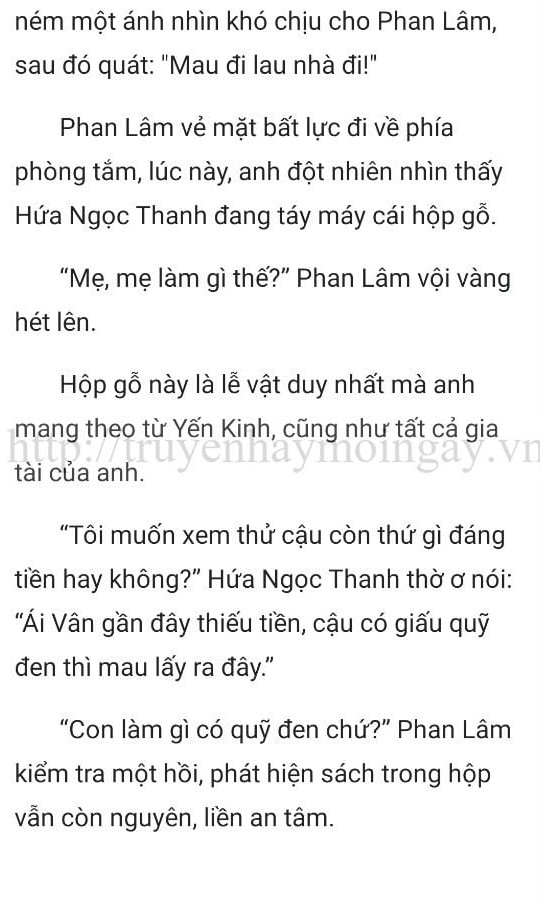 ném một ánh nhìn khó chịu cho Phan Lâm,
sau đó quát: "Mau đi lau nhà đi!"
Phan Lâm vẻ mặt bất lực đi về phía
phòng tắm, lúc này, anh đột nhiên nhìn thấy
Hứa Ngọc Thanh đang táy máy cái hộp gỗ.
“Mẹ, mẹ làm gì thế?” Phan Lâm vội vàng
hét lên.
Hộp gỗ này là lễ vật duy nhất mà anh
mang theo từ Yến Kinh, cũng như tất cả gia
http://truyenhaymoingay.vn
tài của anh.
“Tôi muốn xem thử cậu còn thứ gì đáng
tiền hay không?” Hứa Ngọc Thanh thờ ơ nói:
“Ái Vân gần đây thiếu tiền, cậu có giấu quỹ
đen thì mau lấy ra đây.”
“Con làm gì có quỹ đen chứ?” Phan Lâm
kiểm tra một hồi, phát hiện sách trong hộp
vẫn còn nguyên, liền an tâm.